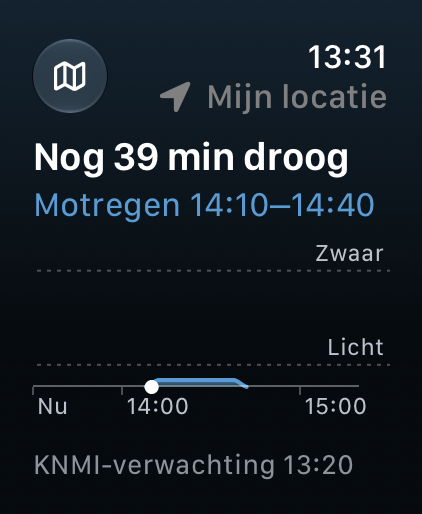 13:31
Mijn locatie
Nog 39 min droog
Motregen 14:10–14:40
Zwaar
Licht
Nu 14:00 15:00
KNMI-verwachting 13:20